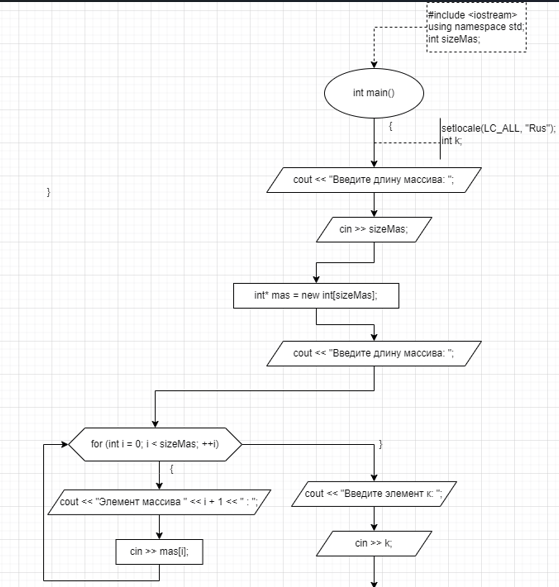 #include <iostream>
using namespace std;
int sizeMas;
int main()
{
setlocale(LC_ALL, "Rus");
int k;
cout << "Введите длину массива: ";
}
cin >> sizeMas;
int* mas = new int[sizeMas];
cout << "Введите длину массива: ";
for (int i = 0; i < sizeMas; ++i)
}
{
cout << "Элемент массива " << i + 1 << " : ";
cout << "Введите элемент к: ";
cin >> mas[i];
cin >> k;